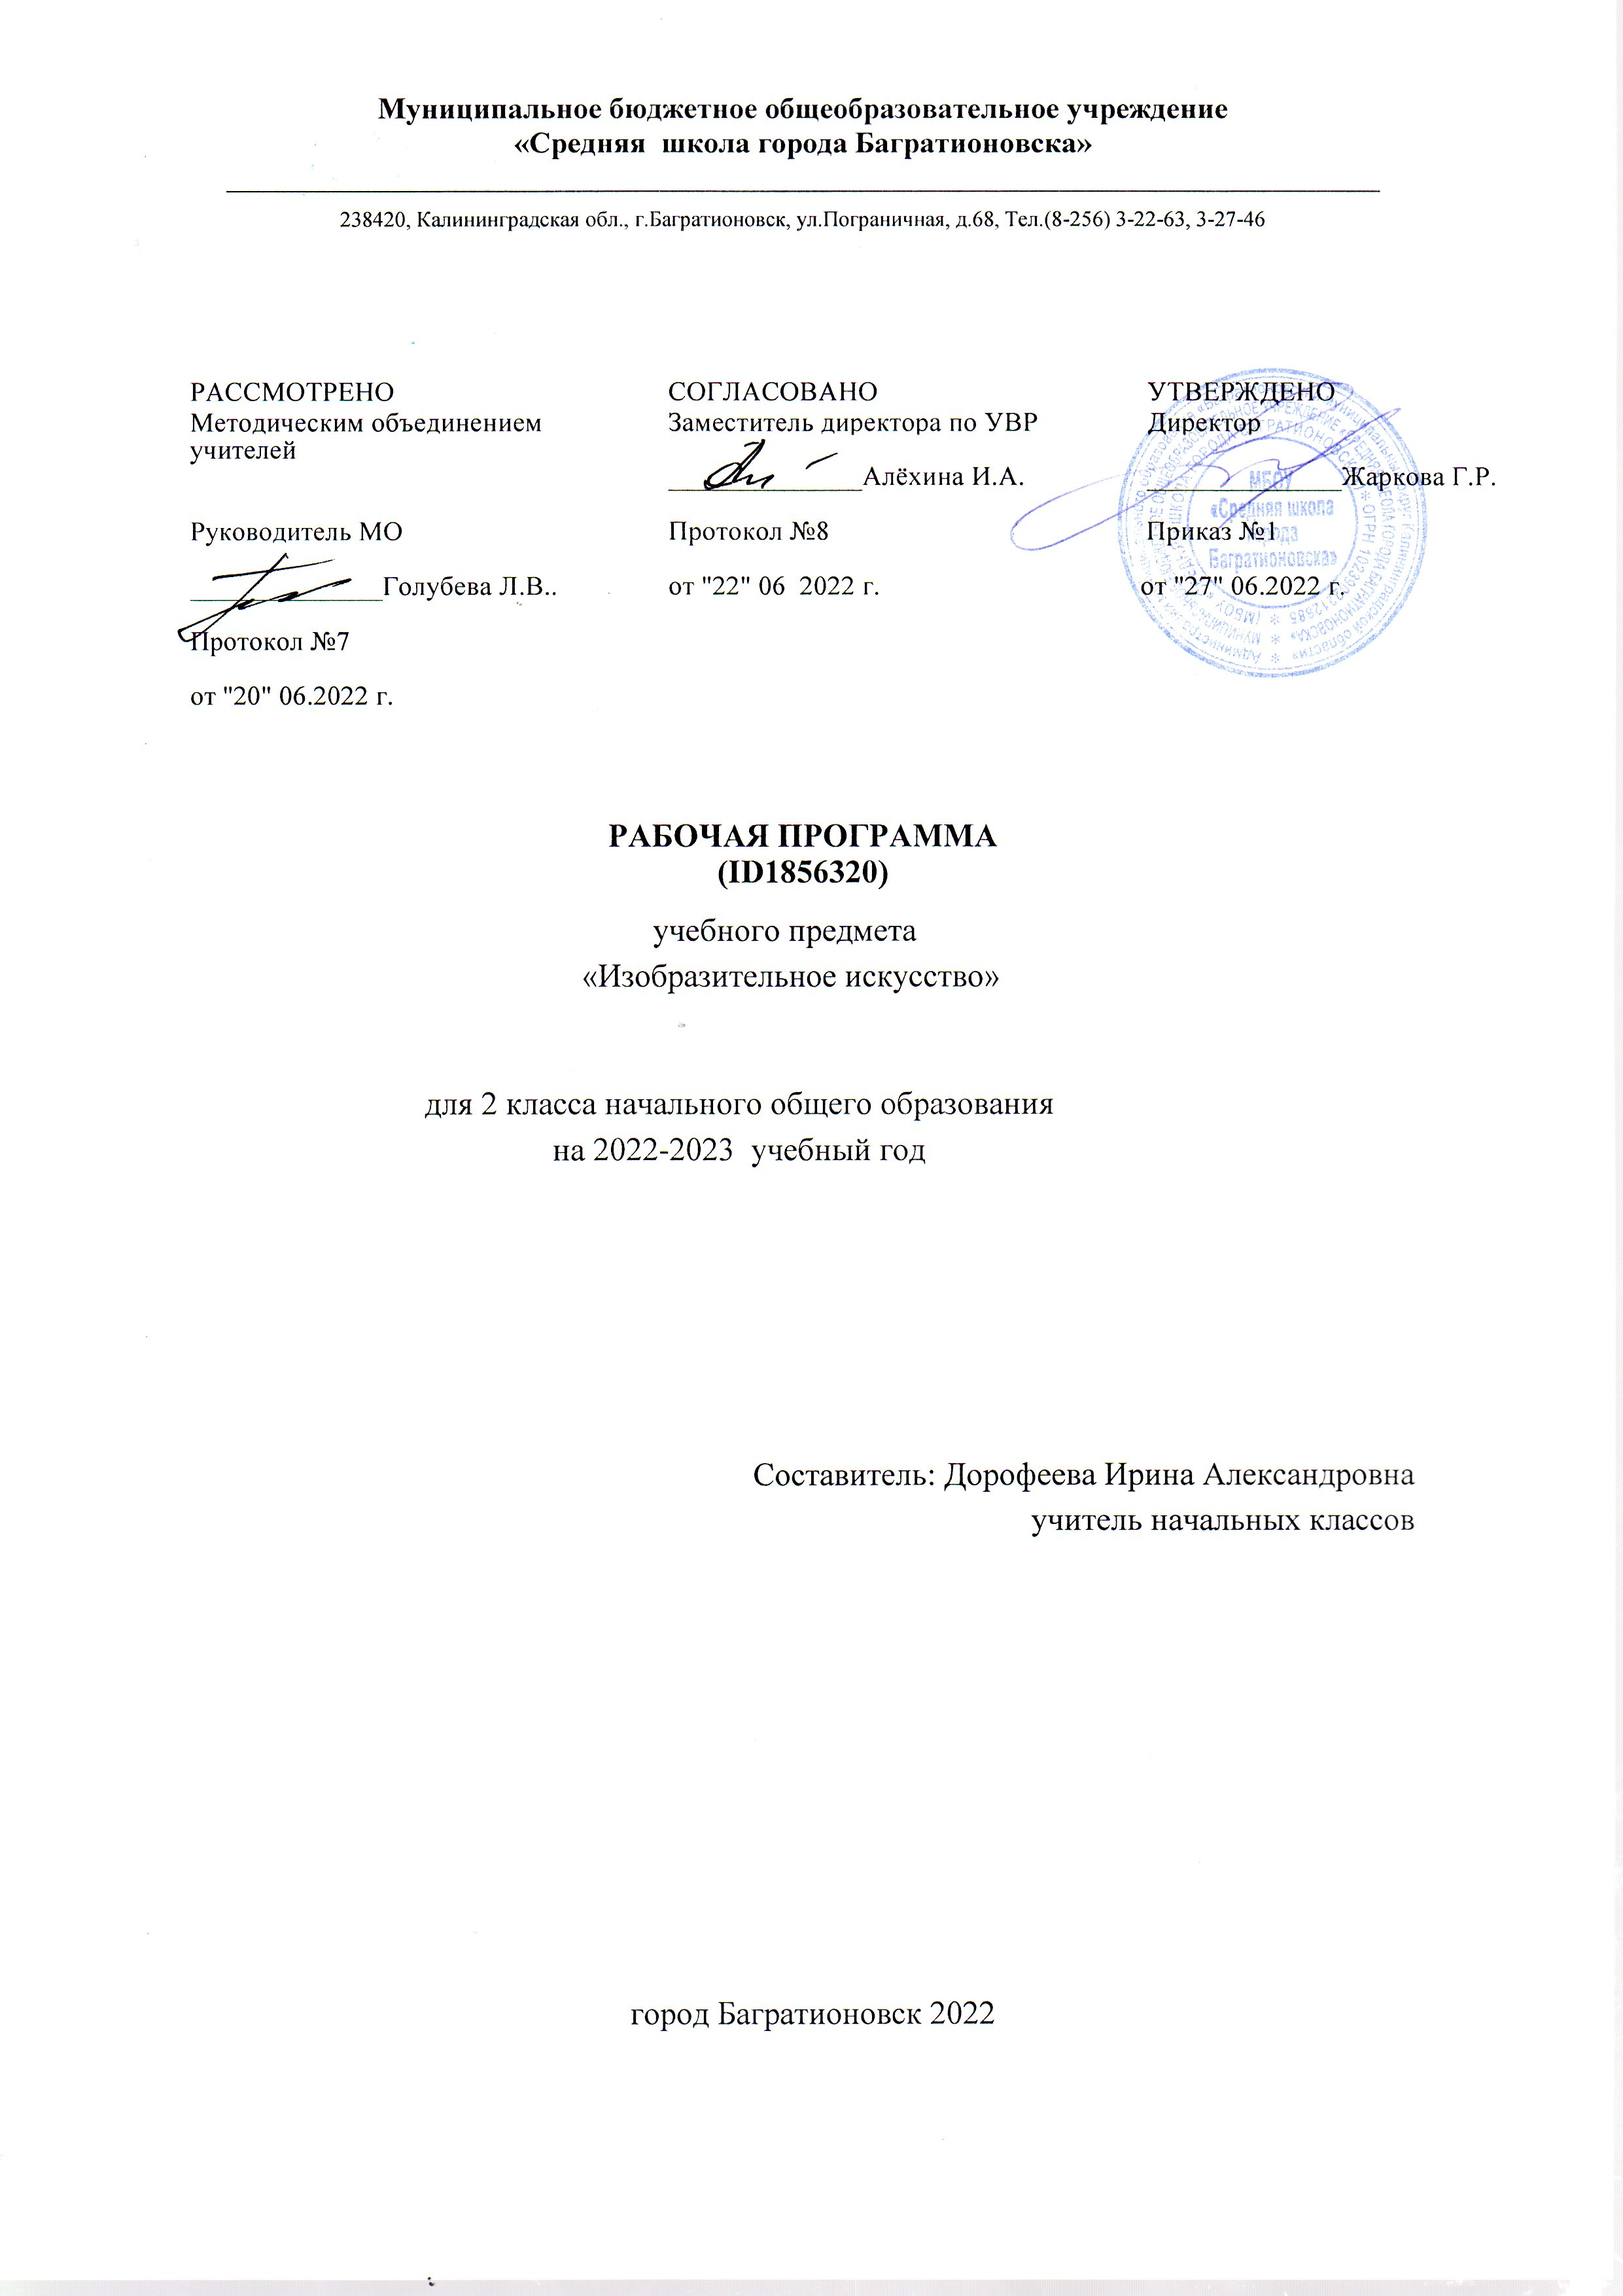 Муниципальное бюджетное общеобразовательное учреждение
«Средняя  школа города Багратионовска»
238420, Калининградская обл., г.Багратионовск, ул.Пограничная, д.68, Тел.(8-256) 3-22-63, 3-27-46
РАССМОТРЕНО
Методическим объединением
учителей
Руководитель МО
________________Голубева Л.В..
Протокол №7
от "20" 06.2022 г.
СОГЛАСОВАНО
Заместитель директора по УВР
________________Алёхина И.А.
Протокол №8
от "22" 06  2022 г.
УТВЕРЖДЕНО
Директор
________________Жаркова Г.Р.
Приказ №1
от "27" 06.2022 г.
МБОУ
«Средняя школа
города
Багратионовска»
РАБОЧАЯ ПРОГРАММА
(ID1856320)
учебного предмета
«Изобразительное искусство»
для 2 класса начального общего образования
на 2022-2023  учебный год
Составитель: Дорофеева Ирина Александровна
учитель начальных классов
город Багратионовск 2022